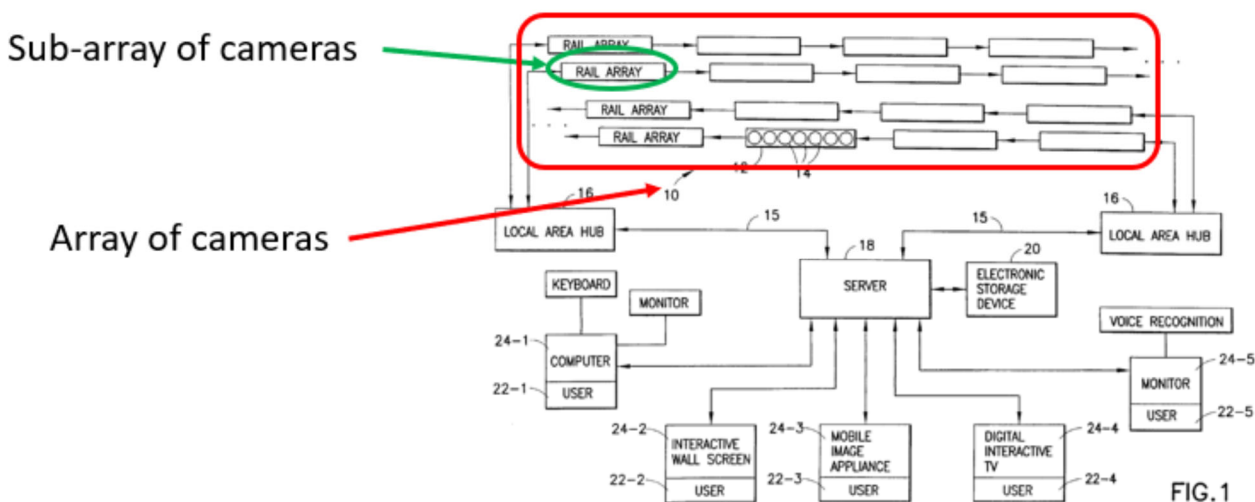 Sub-array of cameras
RAIL ARRAY
RAIL ARRAY
RAIL ARRAY
RAIL ARRAY
12
14
10
Array of cameras
16
LOCAL AREA HUB
15
15
16
LOCAL AREA HUB
18
SERVER
20
ELECTRONIC
STORAGE
DEVICE
KEYBOARD
MONITOR
VOICE RECOGNITION
24-1
COMPUTER
22-1
USER
24-5
MONITOR
USER
22-5
24-2
INTERACTIVE
WALL SCREEN
22-2
USER
24-3
MOBILE
IMAGE
APPLIANCE
22-3
USER
24-4
DIGITAL
INTERACTIVE
TV
22-4
USER
FIG.1